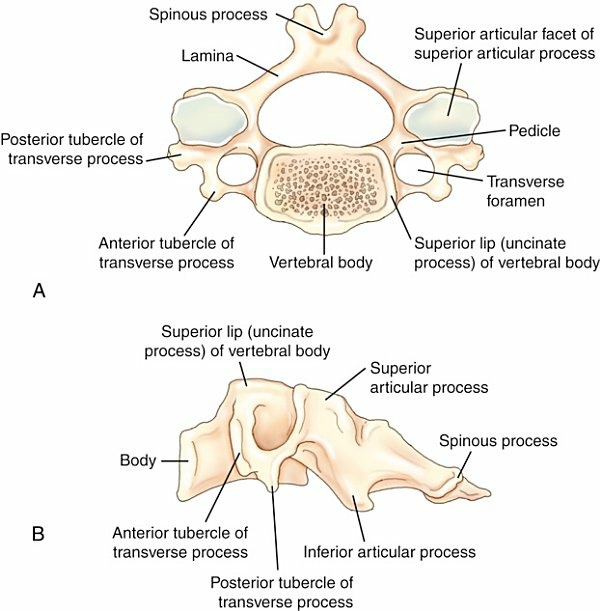 Spinous process
Lamina
Superior articular facet of
superior articular process
Pedicle
Posterior tubercle of
transverse process
Transverse
foramen
Anterior tubercle of
transverse process
Vertebral body
Superior lip (uncinate
process) of vertebral body
A
Superior lip (uncinate
process) of vertebral body
Superior
articular process
Spinous process
Body
Anterior tubercle of
transverse process
Inferior articular process
B
Posterior tubercle of
transverse process